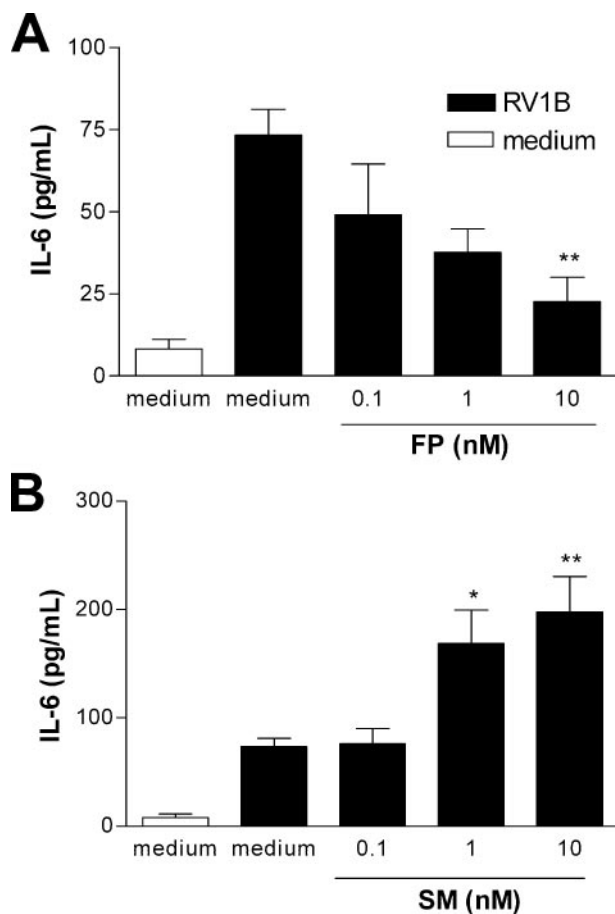 A
IL-6 (pg/mL)
100
75
50
25
0
RV1B
medium
**
medium medium 0.1 1 10
FP (nM)
B
IL-6 (pg/mL)
300
200
100
0
* **
medium medium 0.1 1 10
SM (nM)